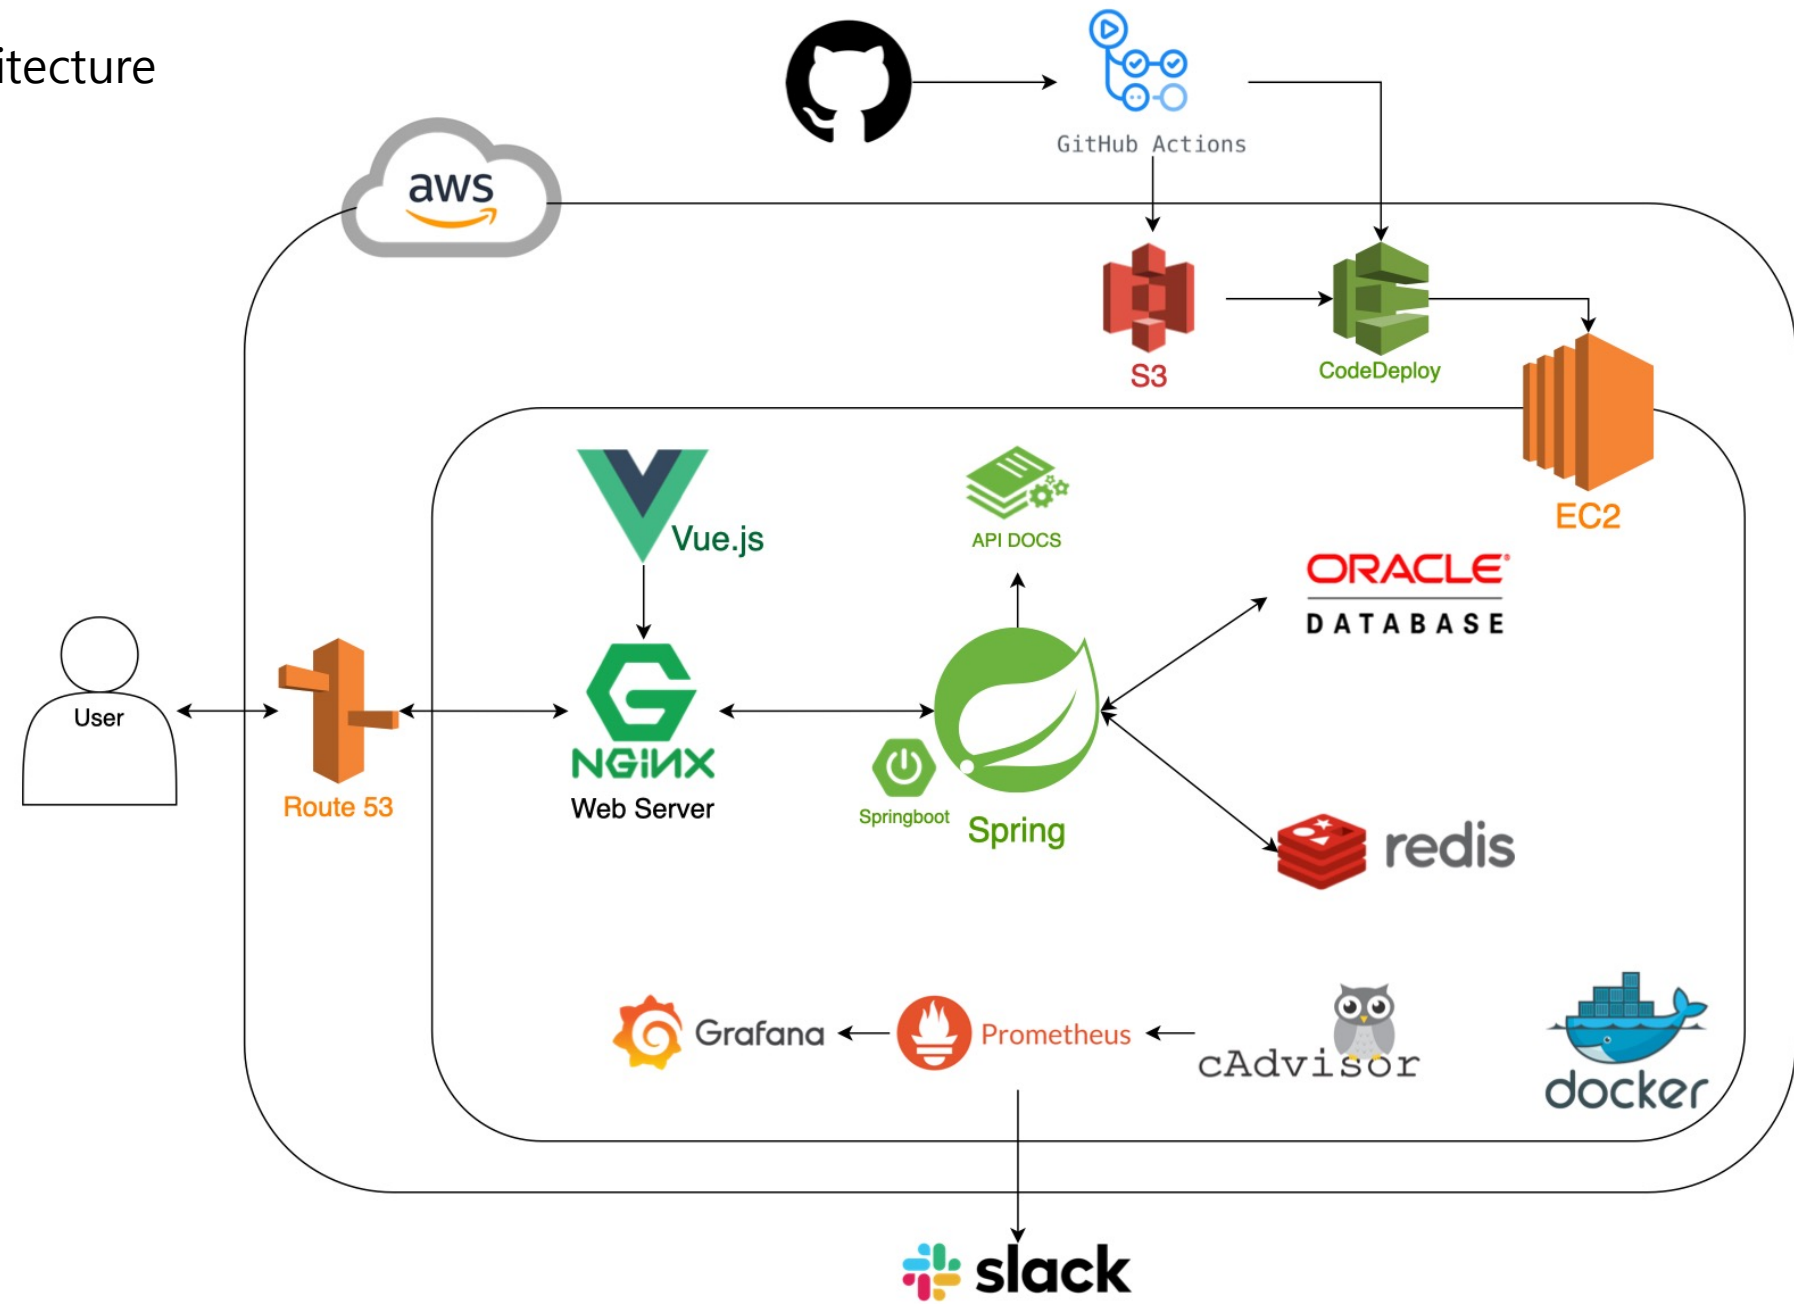 itecture
GitHub Actions
aws
S3
CodeDeploy
EC2
Vue.js
API DOCS
ORACLE®
DATABASE
User
Route 53
NGiNX
Web Server
Springboot
Spring
redis
Grafana
Prometheus
cAdvisor
docker
slack